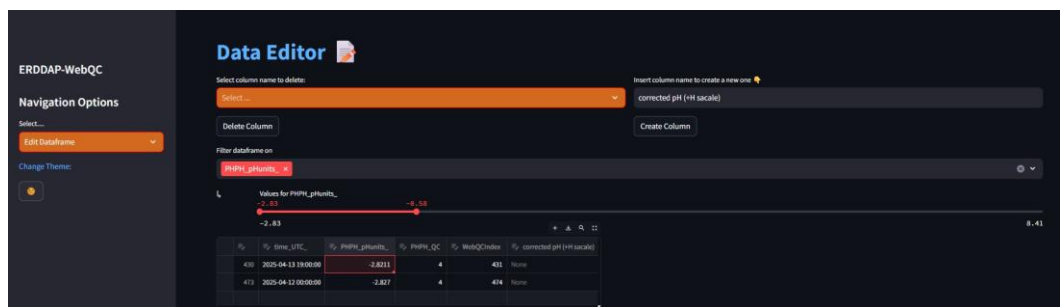 Data Editor
ERDDAP-WebQC
Select column name to delete:
Insert column name to create a new one
Select...
corrected pH (+H sacale)
Navigation Options
Select....
Delete Column
Create Column
Edit Dataframe
Filter dataframe on
Change Theme:
PHPH_pHunits_ ×
Values for PHPH_pHunits_
-2.83 -0.58
-2.83 8.41
time_UTC_ PHPH_pHunits_ PHPH_QC WebQCIndex corrected pH (+H sacale)
430 2025-04-13 19:00:00 -2.8211 4 431 None
473 2025-04-12 00:00:00 -2.827 4 474 None